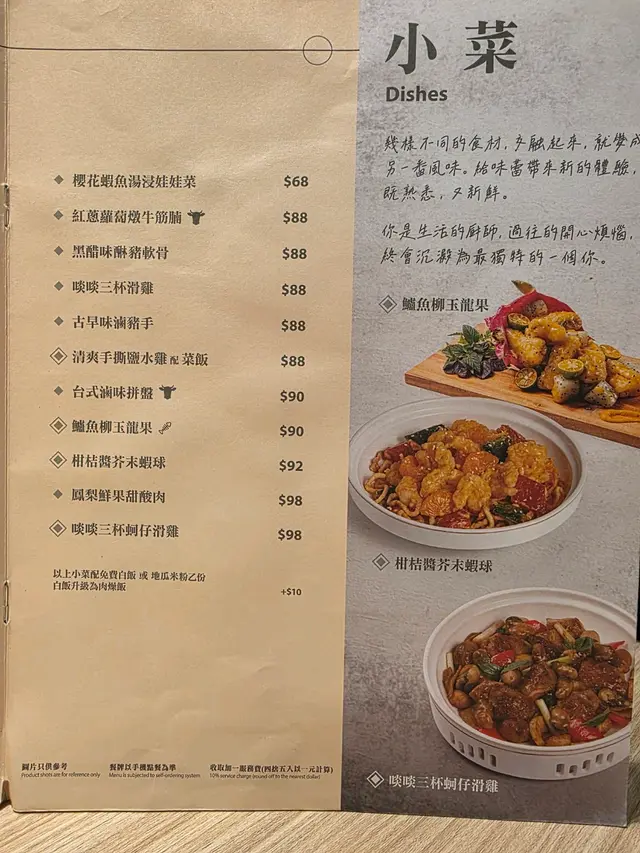 櫻花蝦魚湯浸娃娃菜 $68
紅蔥蘿蔔燉牛筋腩 $88
黑醋味酥豬軟骨 $88
啖啖三杯滑雞 $88
古早味滷豬手 $88
清爽手撕鹽水雞配菜飯 $88
台式滷味拼盤 $90
鱸魚柳玉龍果 $90
柑桔醬芥末蝦球 $92
鳳梨鮮果甜酸肉 $98
啖啖三杯蚵仔滑雞 $98
以上小菜配免費白飯 或 地瓜米粉乙份
白飯升級為肉燥飯 +$10
圖片只供參考
Product shots are for reference only
餐牌以手機點餐為準
Menu is subjected to self-ordering system
收取加一服務費(四捨五入以一元計算)
10% service charge (round-off to the nearest dollar)
小菜
Dishes
幾樣不同的食材，交融起來，就變成
另一番風味。給味蕾帶來新的體驗，
既熟悉，又新鮮。
你是生活的廚師，過往的開心煩惱，
終會沉澱為最獨特的一個你。
鱸魚柳玉龍果
柑桔醬芥末蝦球
啖啖三杯蚵仔滑雞